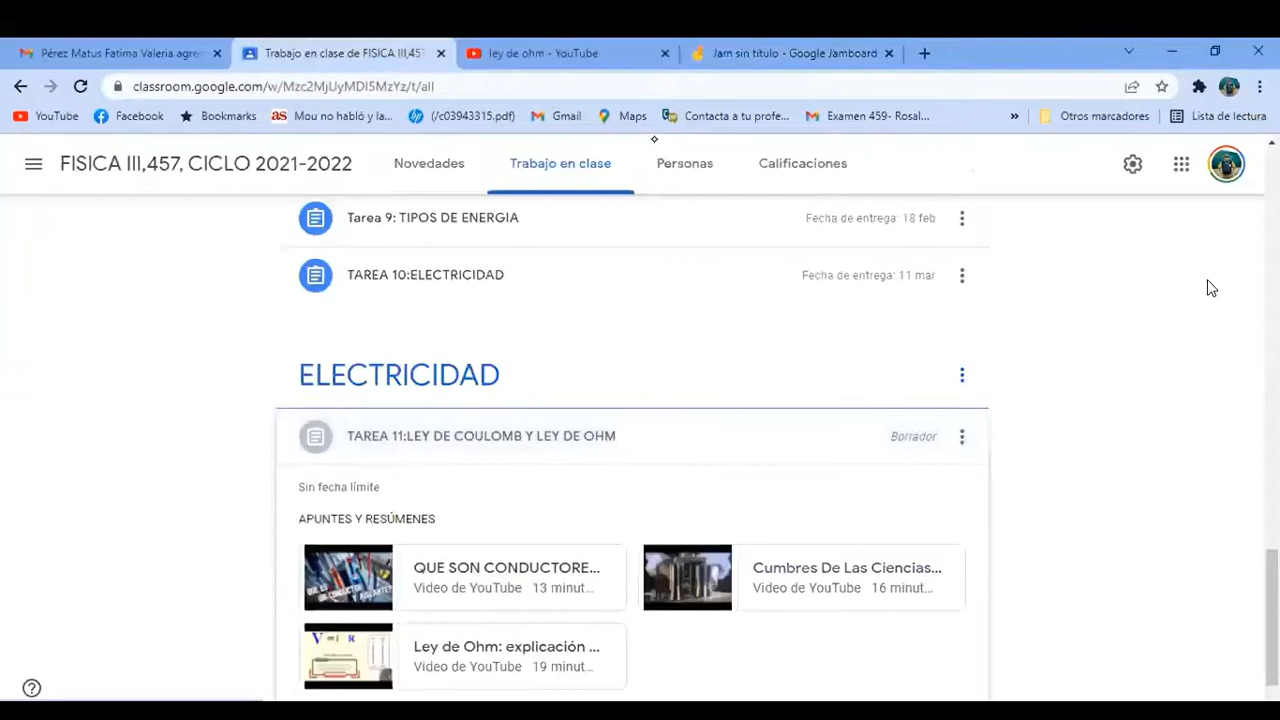 Pérez Matus Fatima Valeria agre
Trabajo en clase de FISICA III,457
ley de ohm - YouTube
Jam sin título - Google Jamboard
classroom.google.com/w/Mzc2MjUyMDI5MzYz/t/all
YouTube
Facebook
Bookmarks
Mou no habló y la...
(/c03943315.pdf)
Gmail
Maps
Contacta a tu profe...
Examen 459- Rosal...
»
Otros marcadores
Lista de lectura
FISICA III,457, CICLO 2021-2022
Novedades
Trabajo en clase
Personas
Calificaciones
Tarea 9: TIPOS DE ENERGIA
Fecha de entrega: 18 feb
TAREA 10:ELECTRICIDAD
Fecha de entrega: 11 mar
ELECTRICIDAD
TAREA 11:LEY DE COULOMB Y LEY DE OHM
Borrador
Sin fecha límite
APUNTES Y RESÚMENES
QUE SON CONDUCTORE...
Video de YouTube 13 minut...
Cumbres De Las Ciencias...
Video de YouTube 16 minut...
Ley de Ohm: explicación ...
Video de YouTube 19 minut...